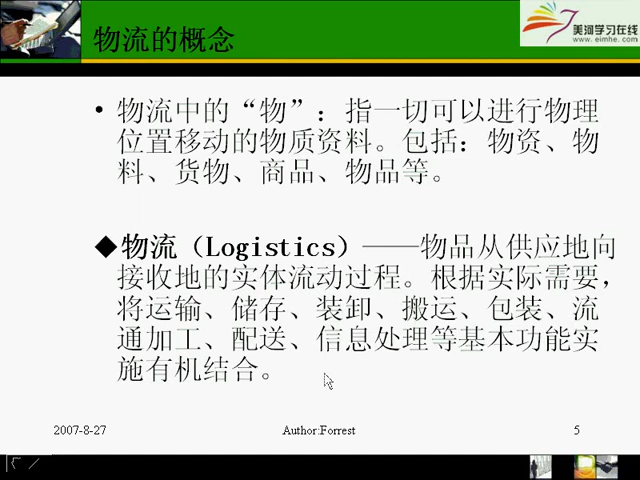 物流的概念
美河学习在线
www.eimhe.com
• 物流中的“物”：指一切可以进行物理
位置移动的物质资料。包括：物资、物
料、货物、商品、物品等。
◆物流（Logistics）——物品从供应地向
接收地的实体流动过程。根据实际需要，
将运输、储存、装卸、搬运、包装、流
通加工、配送、信息处理等基本功能实
施有机结合。
2007-8-27
Author:Forrest
5